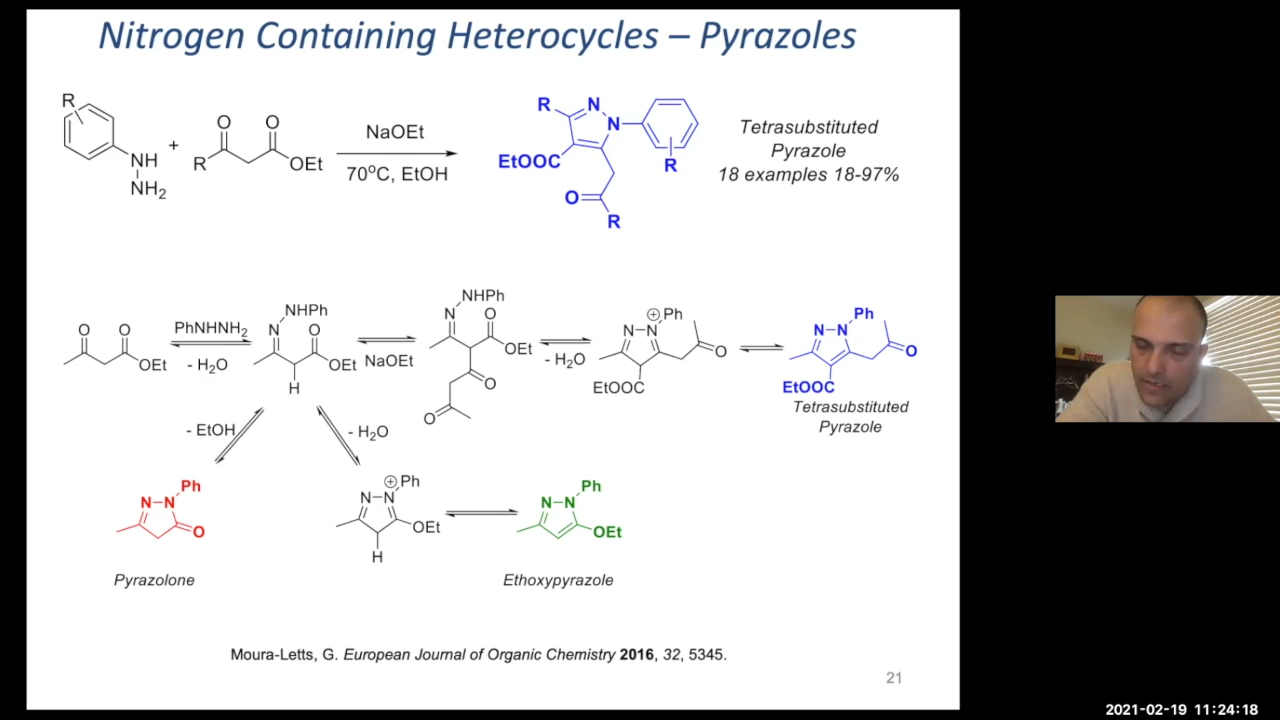 Nitrogen Containing Heterocycles – Pyrazoles
R
NH
NH2
+
O
O
R
OEt
NaOEt
70oC, EtOH
R
N
N
EtOOC
R
O
R
Tetrasubstituted
Pyrazole
18 examples 18-97%
O
O
OEt
PhNHNH2
- H2O
NHPh
N
O
OEt
H
NaOEt
NHPh
N
O
OEt
O
O
- H2O
Ph
N
N
O
EtOOC
Ph
N
N
O
EtOOC
Tetrasubstituted
Pyrazole
- EtOH
- H2O
Ph
N
N
O
Pyrazolone
Ph
N
N
OEt
H
Ph
N
N
OEt
Ethoxypyrazole
Moura-Letts, G. European Journal of Organic Chemistry 2016, 32, 5345.
21
2021-02-19 11:24:18